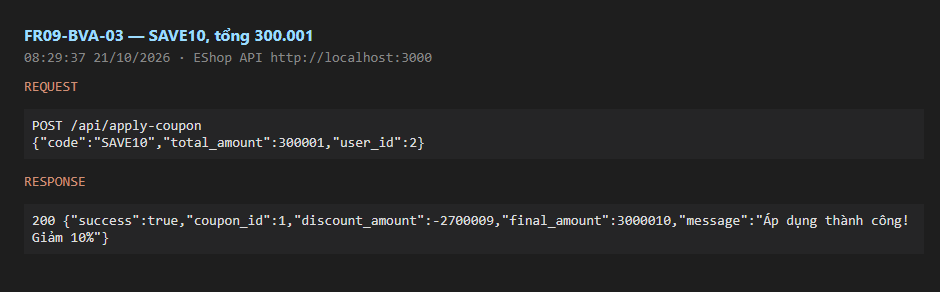 FR09-BVA-03 — SAVE10, tổng 300.001
08:29:37 21/10/2026 · EShop API http://localhost:3000
REQUEST
POST /api/apply-coupon
{"code":"SAVE10","total_amount":300001,"user_id":2}
RESPONSE
200 {"success":true,"coupon_id":1,"discount_amount":-2700009,"final_amount":3000010,"message":"Áp dụng thành công!
Giảm 10%"}